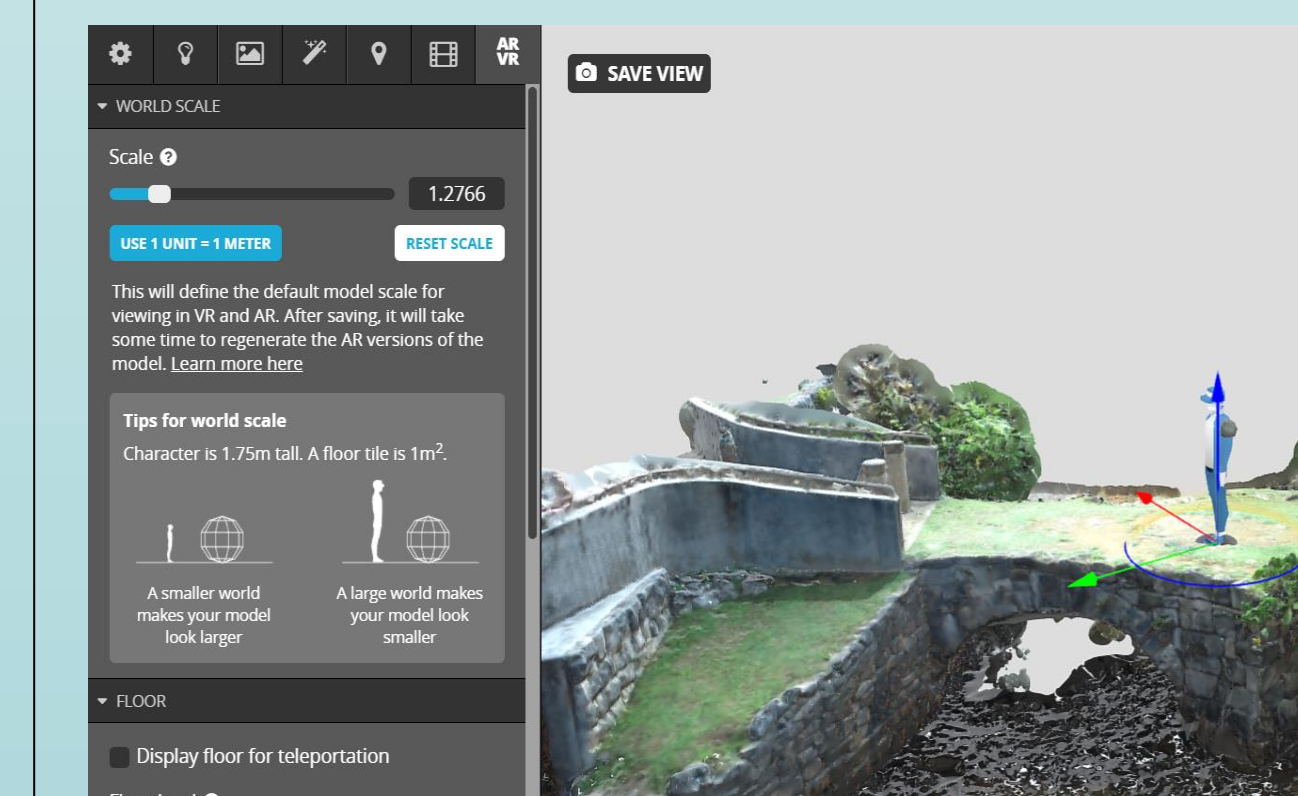 AR
VR
SAVE VIEW
WORLD SCALE
Scale ?
1.2766
USE 1 UNIT = 1 METER
RESET SCALE
This will define the default model scale for
viewing in VR and AR. After saving, it will take
some time to regenerate the AR versions of the
model. Learn more here
Tips for world scale
Character is 1.75m tall. A floor tile is 1m².
A smaller world
makes your model
look larger
A large world makes
your model look
smaller
FLOOR
Display floor for teleportation